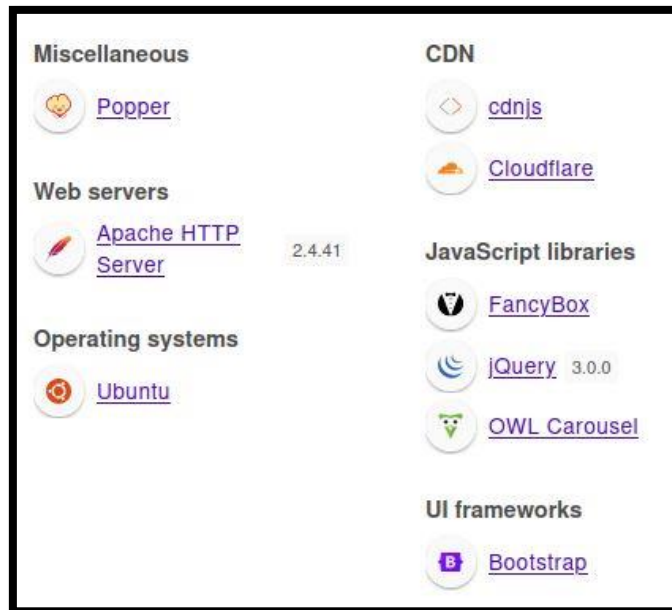 Miscellaneous
Popper
Web servers
Apache HTTP
Server
2.4.41
Operating systems
Ubuntu
CDN
cdnjs
Cloudflare
JavaScript libraries
FancyBox
jQuery 3.0.0
OWL Carousel
UI frameworks
B
Bootstrap